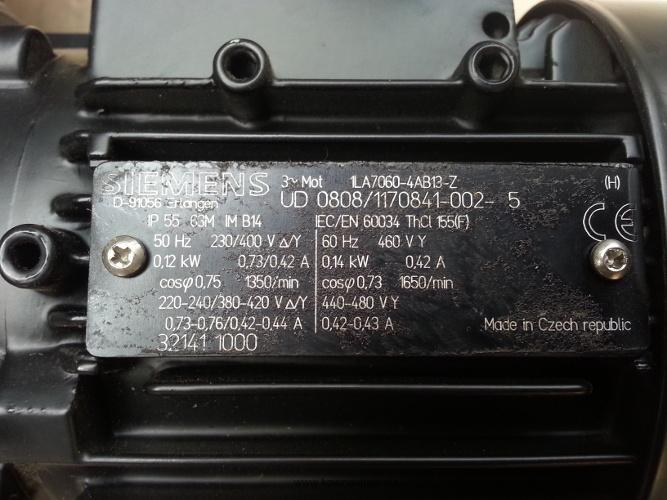 SIEMENS 3~ Mot 1LA7060-4AB13-Z (H)
D-91056 Erlangen UD 0808/1170841-002- 5
IP 55 63M IM B14 IEC/EN 60034 Th.Cl 155(F)
CE
50 Hz 230/400 V Δ/Y 60 Hz 460 V Y
0,12 kW 0,73/0,42 A 0,14 kW 0,42 A
cosφ 0,75 1350/min cosφ 0,73 1650/min
220-240/380-420 V Δ/Y 440-480 V Y
0,73-0,76/0,42-0,44 A 0,42-0,43 A Made in Czech republic
32141 1000